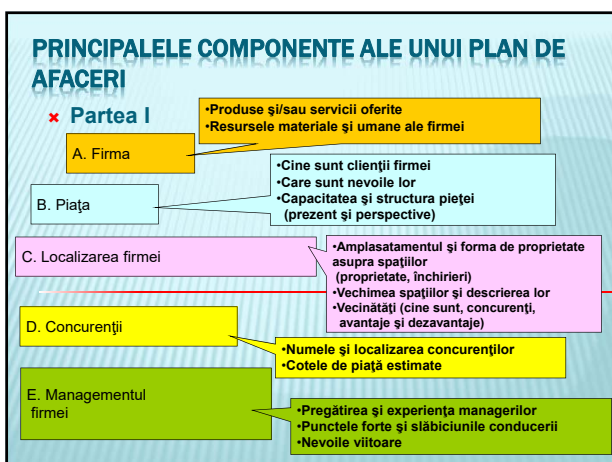 PRINCIPALELE COMPONENTE ALE UNUI PLAN DE
AFACERI
× Partea I
•Produse şi/sau servicii oferite
•Resursele materiale şi umane ale firmei
A. Firma
•Cine sunt clienţii firmei
•Care sunt nevoile lor
•Capacitatea şi structura pieţei
(prezent şi perspective)
B. Piaţa
•Amplasatamentul şi forma de proprietate
asupra spaţiilor
(proprietate, închirieri)
•Vechimea spaţiilor şi descrierea lor
•Vecinătăţi (cine sunt, concurenţi,
avantaje şi dezavantaje)
C. Localizarea firmei
D. Concurenţii
•Numele şi localizarea concurenţilor
•Cotele de piaţă estimate
E. Managementul
firmei
•Pregătirea şi experienţa managerilor
•Punctele forte şi slăbiciunile conducerii
•Nevoile viitoare